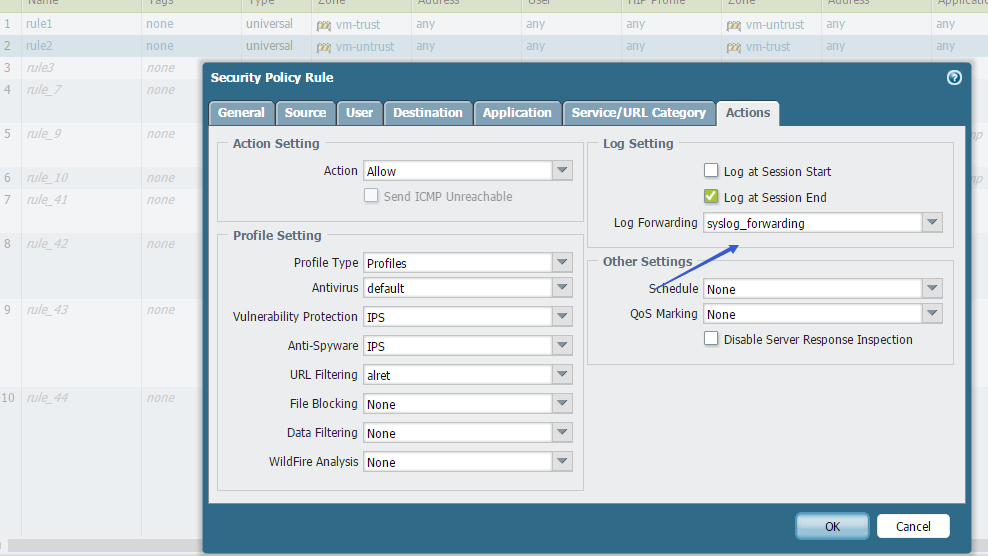 Name Tags Type Zone Address User HIP Profile Zone Address Application
1 rule1 none universal vm-trust any any any vm-untrust any any
2 rule2 none universal vm-untrust any any any vm-trust any any
3 rule3 none
4 rule_7 none
5 rule_9 none
6 rule_10 none
7 rule_41 none
8 rule_42 none
9 rule_43 none
10 rule_44 none
Security Policy Rule
General Source User Destination Application Service/URL Category Actions
Action Setting
Action Allow
Send ICMP Unreachable
Profile Setting
Profile Type Profiles
Antivirus default
Vulnerability Protection IPS
Anti-Spyware IPS
URL Filtering alret
File Blocking None
Data Filtering None
WildFire Analysis None
Log Setting
Log at Session Start
Log at Session End
Log Forwarding syslog_forwarding
Other Settings
Schedule None
QoS Marking None
Disable Server Response Inspection
OK Cancel